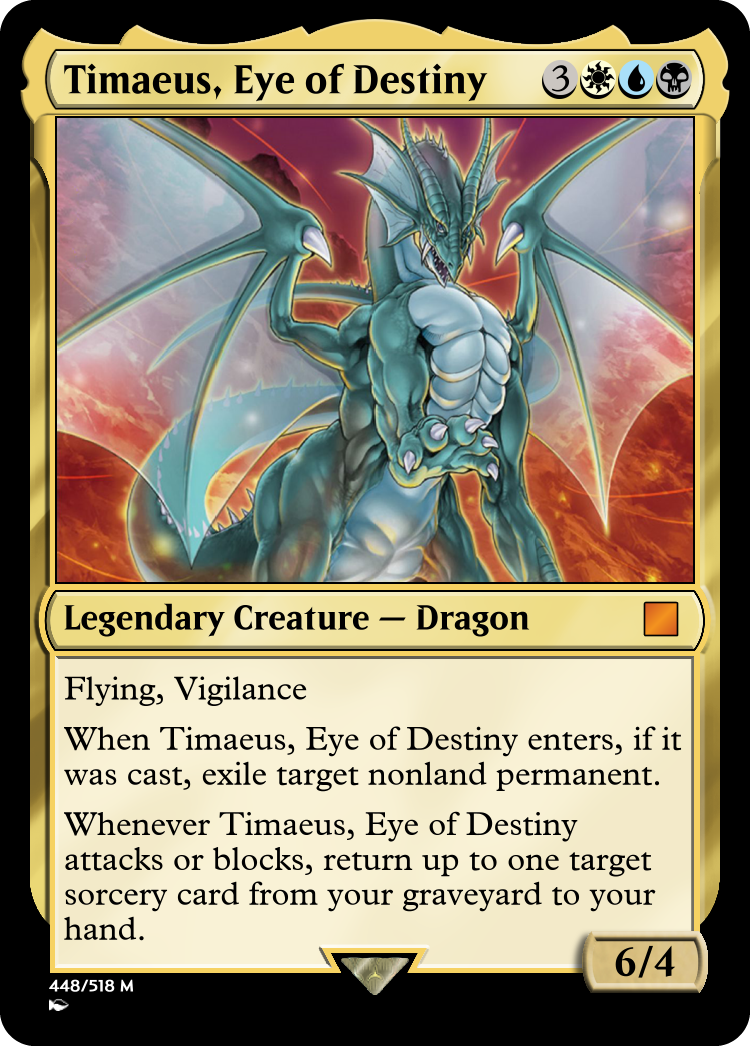 Timaeus, Eye of Destiny 3
Legendary Creature — Dragon
Flying, Vigilance
When Timaeus, Eye of Destiny enters, if it
was cast, exile target nonland permanent.
Whenever Timaeus, Eye of Destiny
attacks or blocks, return up to one target
sorcery card from your graveyard to your
hand.
6/4
448/518 M